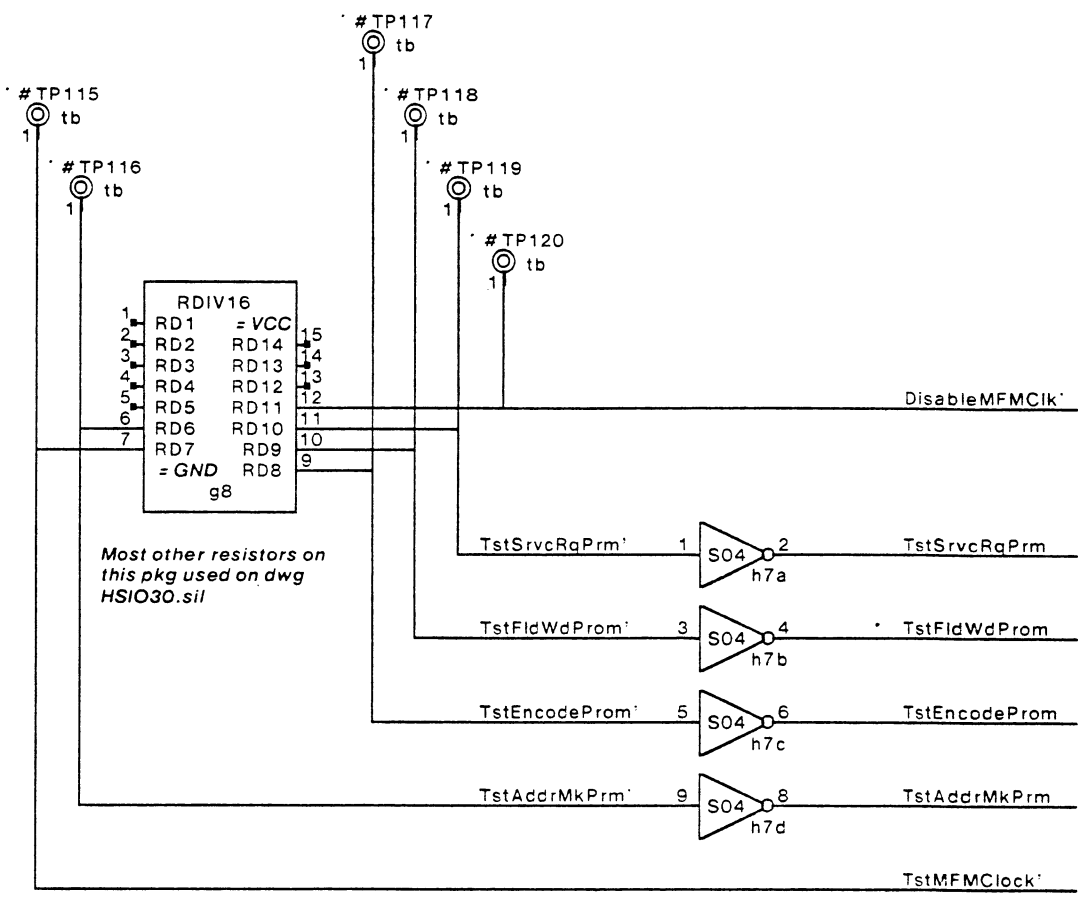 #TP117
tb
1
#TP115
tb
1
#TP118
tb
1
#TP116
tb
1
#TP119
tb
1
#TP120
tb
1
RDIV16
1 RD1 =VCC
2 RD2 RD14 15
3 RD3 RD13 14
4 RD4 RD12 13
5 RD5 RD11 12
6 RD6 RD10 11
7 RD7 RD9 10
=GND RD8 9
g8
DisableMFMClk'
Most other resistors on
this pkg used on dwg
HSIO30.sil
TstSrvcRqPrm' 1 S04 2 TstSrvcRqPrm
h7a
TstFldWdProm' 3 S04 4 TstFldWdProm
h7b
TstEncodeProm' 5 S04 6 TstEncodeProm
h7c
TstAddrMkPrm' 9 S04 8 TstAddrMkPrm
h7d
TstMFMClock'